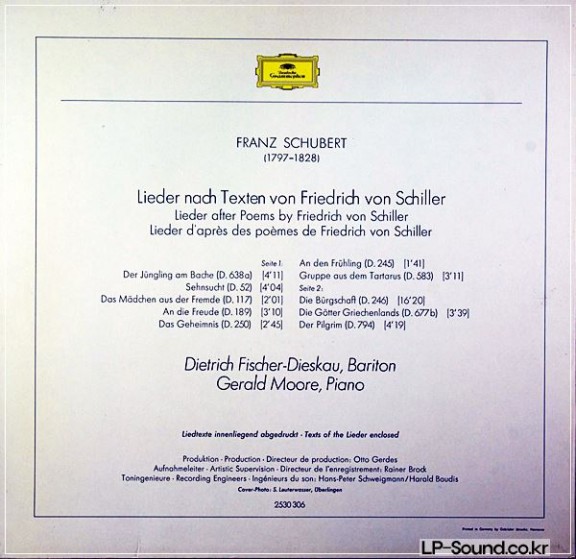 Deutsche
Grammophon
FRANZ SCHUBERT
(1797-1828)
Lieder nach Texten von Friedrich von Schiller
Lieder after Poems by Friedrich von Schiller
Lieder d'après des poèmes de Friedrich von Schiller
Seite 1:
Der Jüngling am Bache (D. 638a) [4'11]
Sehnsucht (D. 52) [4'04]
Das Mädchen aus der Fremde (D. 117) [2'01]
An die Freude (D. 189) [3'10]
Das Geheimnis (D. 250) [2'45]
An den Frühling (D. 245) [1'41]
Gruppe aus dem Tartarus (D. 583) [3'11]
Seite 2:
Die Bürgschaft (D. 246) [16'20]
Die Götter Griechenlands (D. 677b) [3'39]
Der Pilgrim (D. 794) [4'19]
Dietrich Fischer-Dieskau, Bariton
Gerald Moore, Piano
Liedtexte innenliegend abgedruckt · Texts of the Lieder enclosed
Produktion · Production · Directeur de production: Otto Gerdes
Aufnahmeleiter · Artistic Supervision · Directeur de l'enregistrement: Rainer Brock
Toningenieure · Recording Engineers · Ingénieurs du son: Hans-Peter Schweigmann/Harald Baudis
Cover-Photo: S. Lauterwasser, Überlingen
2530 306
Printed in Germany by Gebrüder Jänecke, Hannover
LP-Sound.co.kr